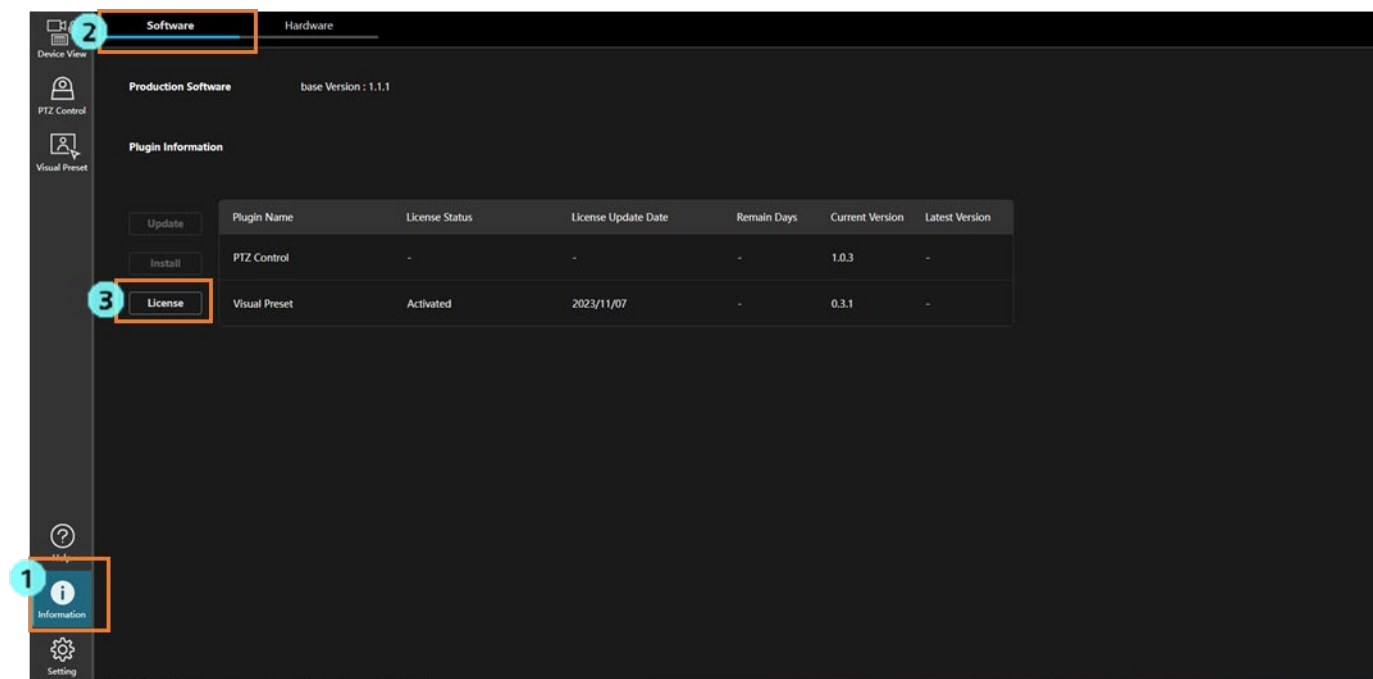 Software Hardware
2
Device View
Production Software base Version : 1.1.1
PTZ Control
Plugin Information
Visual Preset
Update Plugin Name License Status License Update Date Remain Days Current Version Latest Version
Install PTZ Control - - - 1.0.3 -
3 License Visual Preset Activated 2023/11/07 - 0.3.1 -
Help
1
Information
Setting